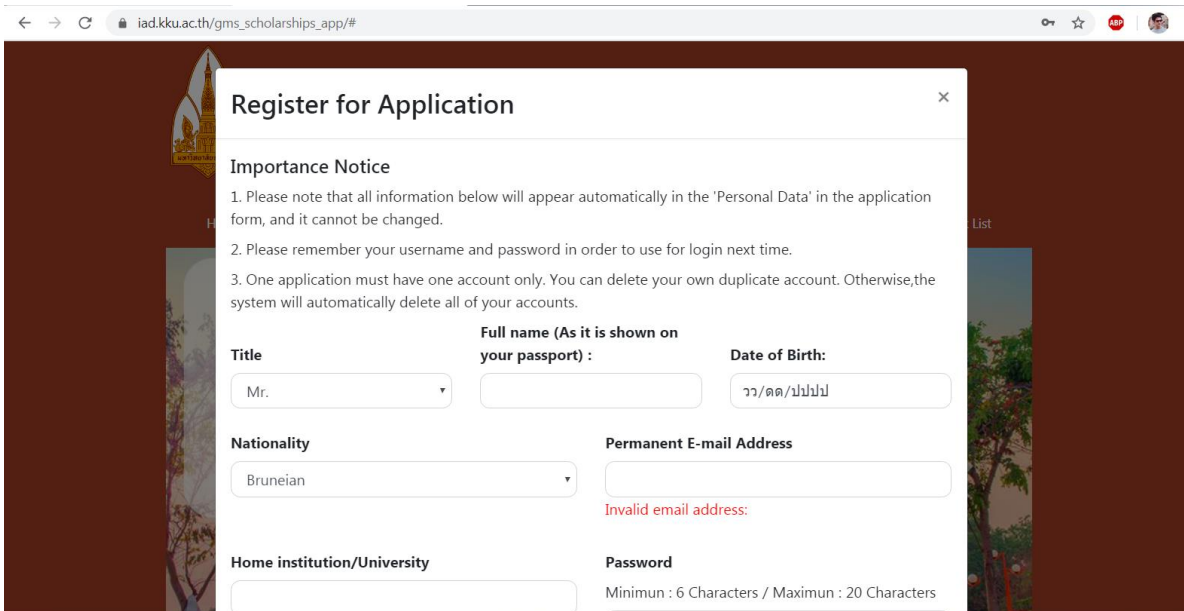 iad.kku.ac.th/gms_scholarships_app/#
ABP
Register for Application
×
Importance Notice
1. Please note that all information below will appear automatically in the 'Personal Data' in the application
form, and it cannot be changed.
2. Please remember your username and password in order to use for login next time.
3. One application must have one account only. You can delete your own duplicate account. Otherwise,the
system will automatically delete all of your accounts.
H
List
Title
Full name (As it is shown on
your passport) :
Date of Birth:
Mr.
วว/ดด/ปปปป
Nationality
Permanent E-mail Address
Bruneian
Invalid email address:
Home institution/University
Password
Minimun : 6 Characters / Maximun : 20 Characters